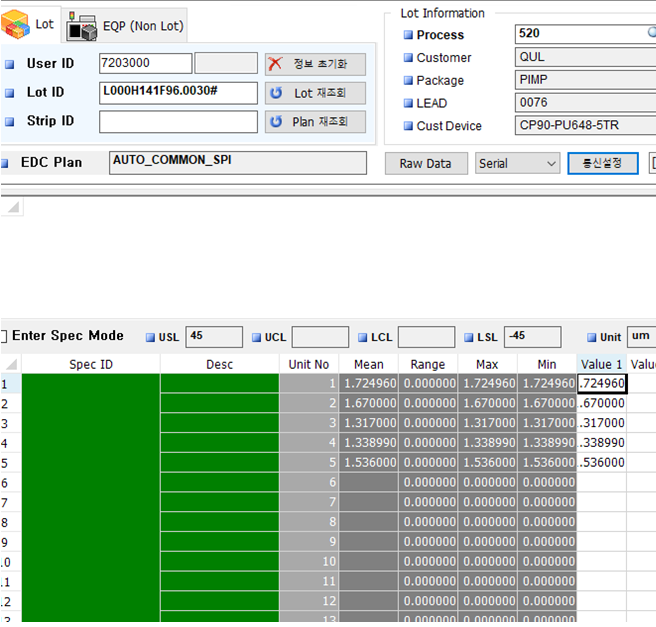 Lot EQP (Non Lot)
User ID 7203000 정보 초기화
Lot ID L000H141F96.0030# Lot 재조회
Strip ID Plan 재조회
Lot Information
Process 520
Customer QUL
Package PIMP
LEAD 0076
Cust Device CP90-PU648-5TR
EDC Plan AUTO_COMMON_SPI Raw Data Serial 통신설정
Enter Spec Mode USL 45 UCL LCL LSL -45 Unit um
Spec ID Desc Unit No Mean Range Max Min Value 1 Valu
1 1 1.724960 0.000000 1.724960 1.724960 .724960
2 2 1.670000 0.000000 1.670000 1.670000 .670000
3 3 1.317000 0.000000 1.317000 1.317000 .317000
4 4 1.338990 0.000000 1.338990 1.338990 .338990
5 5 1.536000 0.000000 1.536000 1.536000 .536000
6 6 0.000000 0.000000 0.000000
7 7 0.000000 0.000000 0.000000
8 8 0.000000 0.000000 0.000000
9 9 0.000000 0.000000 0.000000
.0 10 0.000000 0.000000 0.000000
.1 11 0.000000 0.000000 0.000000
.2 12 0.000000 0.000000 0.000000
13